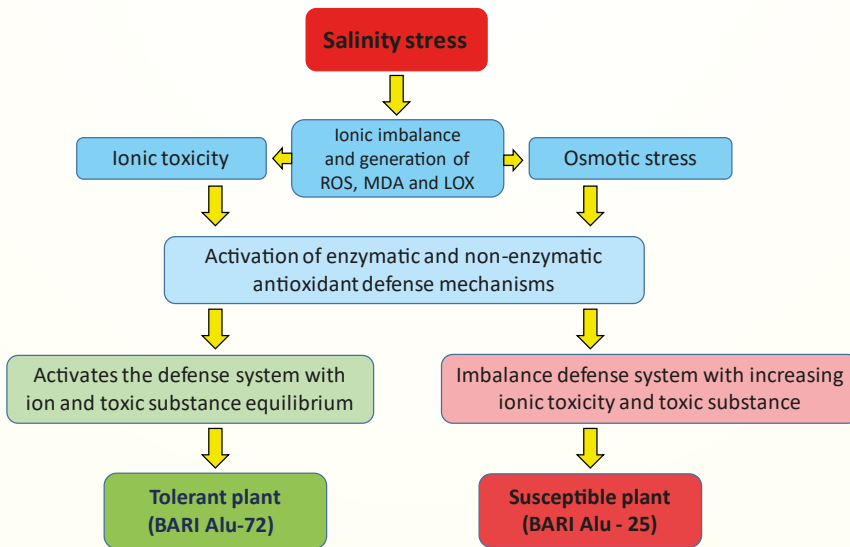 Salinity stress
Ionic toxicity
Ionic imbalance
and generation of
ROS, MDA and LOX
Osmotic stress
Activation of enzymatic and non-enzymatic
antioxidant defense mechanisms
Activates the defense system with
ion and toxic substance equilibrium
Imbalance defense system with increasing
ionic toxicity and toxic substance
Tolerant plant
(BARI Alu-72)
Susceptible plant
(BARI Alu - 25)